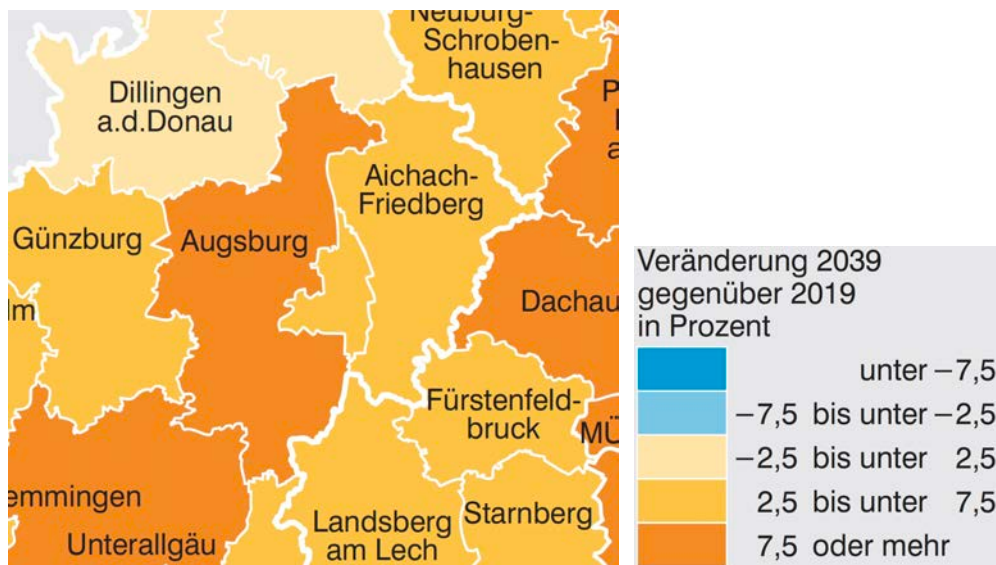 Neuburg-
Schroben-
hausen
Dillingen
a.d.Donau
Aichach-
Friedberg
Günzburg
Augsburg
Dachau
lm
Fürstenfeld-
bruck
MÜ
emmingen
Unterallgäu
Landsberg
am Lech
Starnberg
Veränderung 2039
gegenüber 2019
in Prozent
unter −7,5
−7,5 bis unter −2,5
−2,5 bis unter 2,5
2,5 bis unter 7,5
7,5 oder mehr